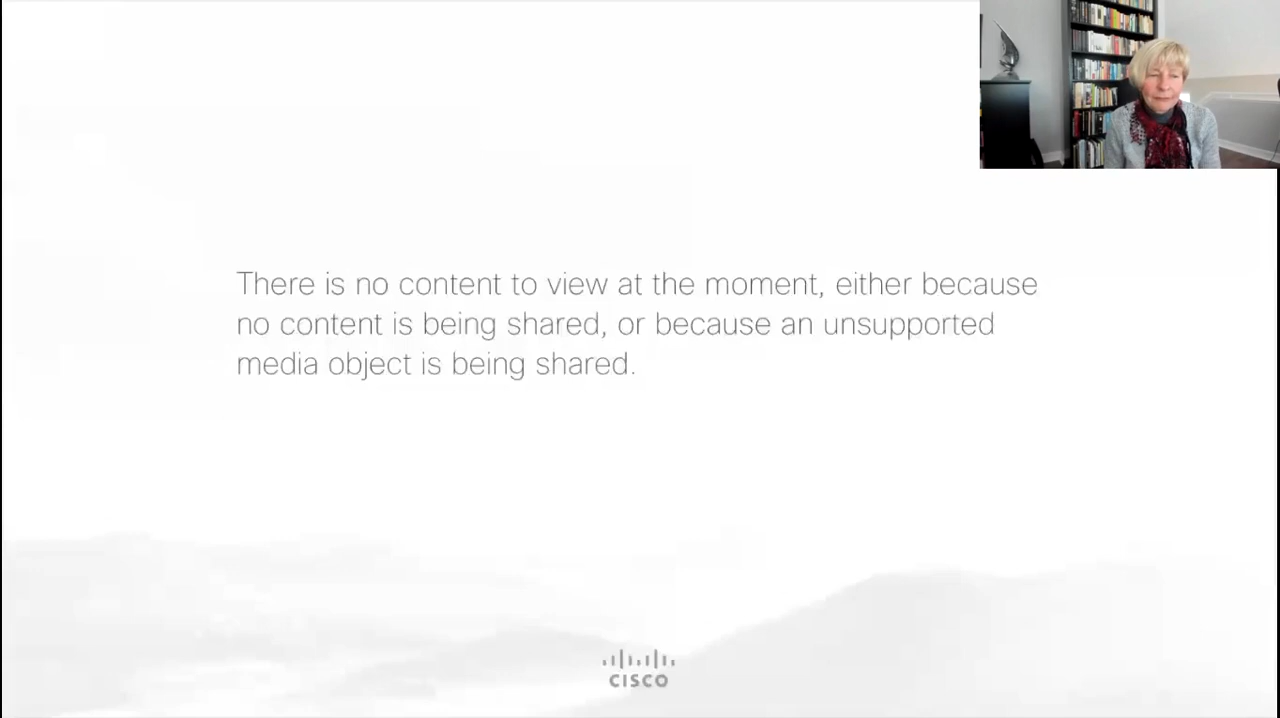 There is no content to view at the moment, either because
no content is being shared, or because an unsupported
media object is being shared.
CISCO